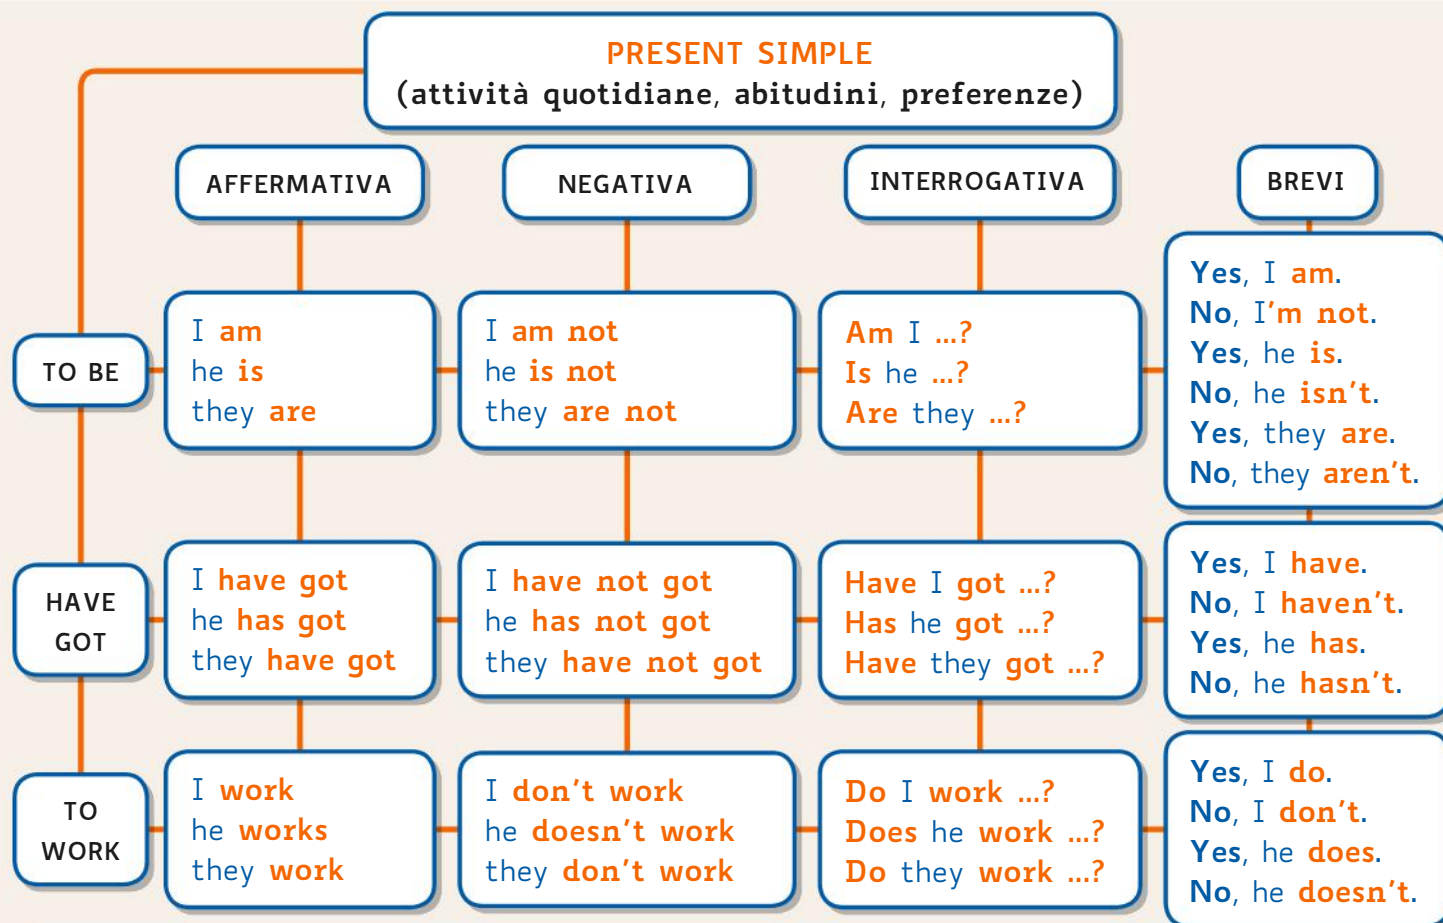 PRESENT SIMPLE
(attività quotidiane, abitudini, preferenze)
AFFERMATIVA
NEGATIVA
INTERROGATIVA
BREVI
TO BE
I am
he is
they are
I am not
he is not
they are not
Am I ...?
Is he ...?
Are they ...?
Yes, I am.
No, I'm not.
Yes, he is.
No, he isn't.
Yes, they are.
No, they aren't.
HAVE
GOT
I have got
he has got
they have got
I have not got
he has not got
they have not got
Have I got ...?
Has he got ...?
Have they got ...?
Yes, I have.
No, I haven't.
Yes, he has.
No, he hasn't.
TO
WORK
I work
he works
they work
I don't work
he doesn't work
they don't work
Do I work ...?
Does he work ...?
Do they work ...?
Yes, I do.
No, I don't.
Yes, he does.
No, he doesn't.